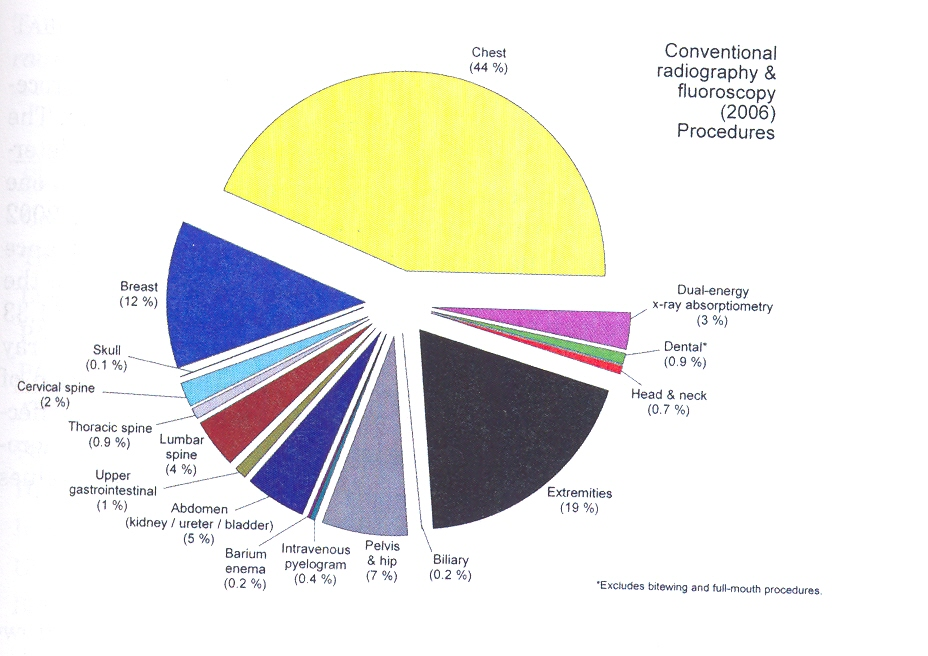 Conventional
radiography &
fluoroscopy
(2006)
Procedures
Chest
(44 %)
Breast
(12 %)
Skull
(0.1 %)
Cervical spine
(2 %)
Thoracic spine
(0.9 %)
Lumbar
spine
(4 %)
Upper
gastrointestinal
(1 %)
Abdomen
(kidney / ureter / bladder)
(5 %)
Barium
enema
(0.2 %)
Intravenous
pyelogram
(0.4 %)
Pelvis
& hip
(7 %)
Biliary
(0.2 %)
Extremities
(19 %)
Head & neck
(0.7 %)
Dental*
(0.9 %)
Dual-energy
x-ray absorptiometry
(3 %)
*Excludes bitewing and full-mouth procedures.